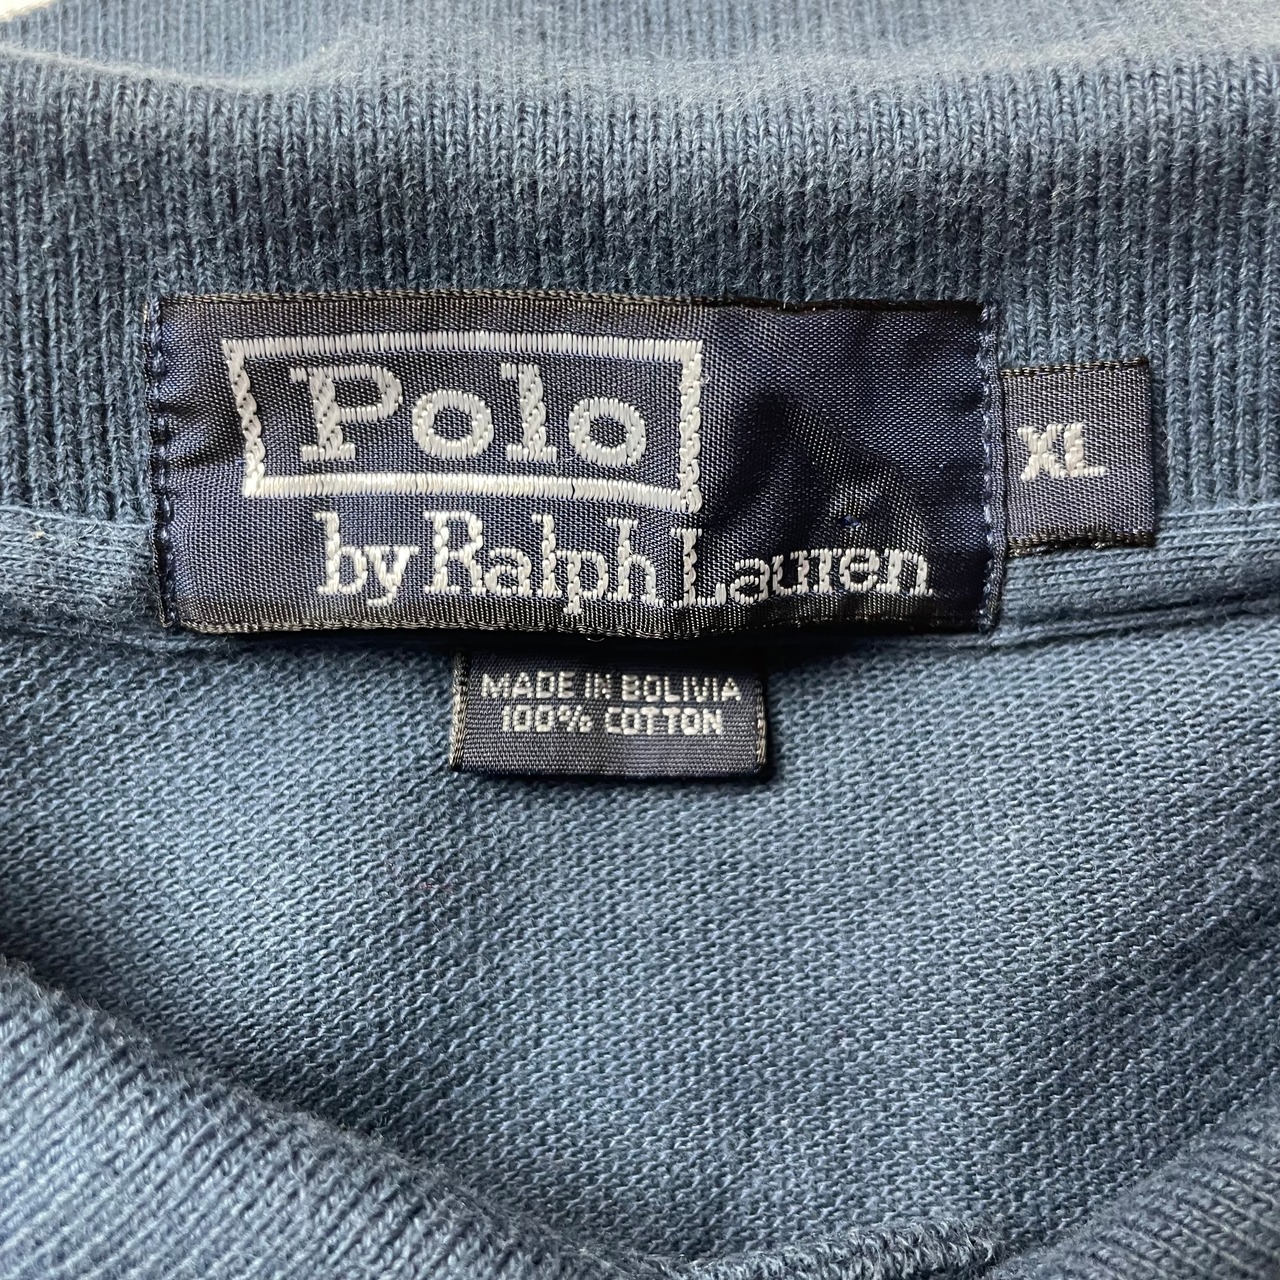 Polo
by Ralph Lauren
XL
MADE IN BOLIVIA
100% COTTON